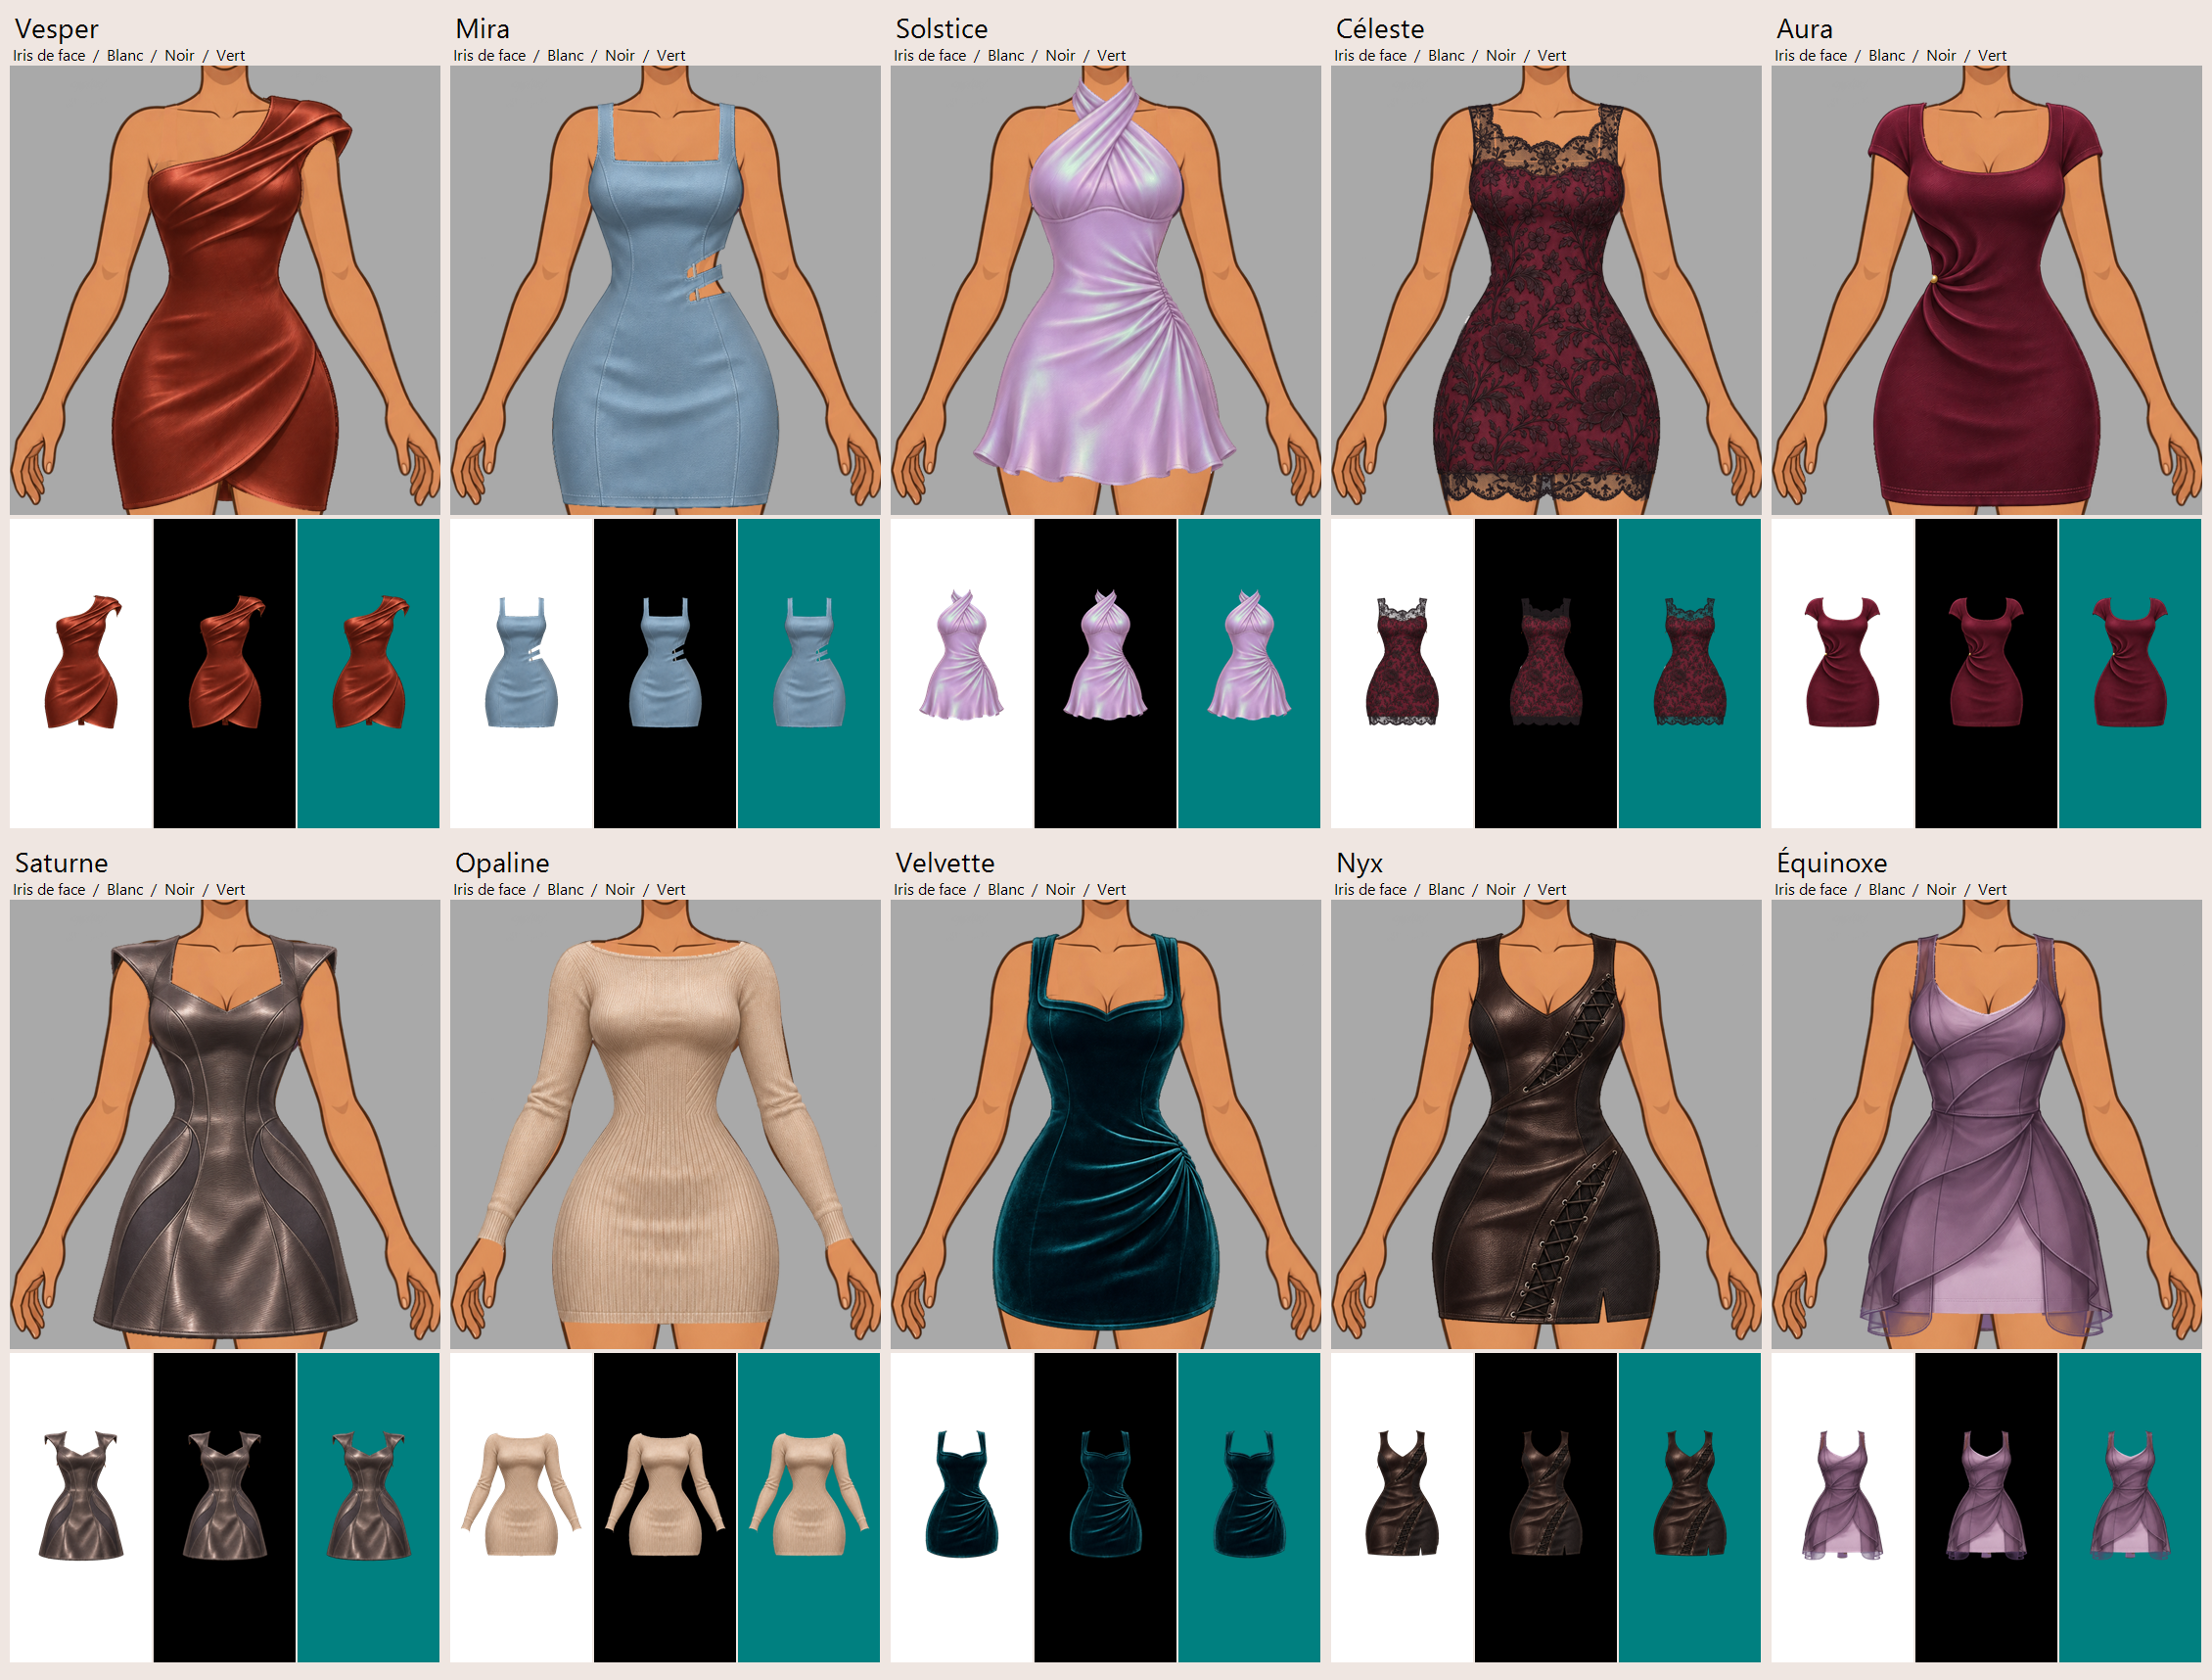 Vesper
Iris de face / Blanc / Noir / Vert
Mira
Iris de face / Blanc / Noir / Vert
Solstice
Iris de face / Blanc / Noir / Vert
Céleste
Iris de face / Blanc / Noir / Vert
Aura
Iris de face / Blanc / Noir / Vert
Saturne
Iris de face / Blanc / Noir / Vert
Opaline
Iris de face / Blanc / Noir / Vert
Velvette
Iris de face / Blanc / Noir / Vert
Nyx
Iris de face / Blanc / Noir / Vert
Équinoxe
Iris de face / Blanc / Noir / Vert